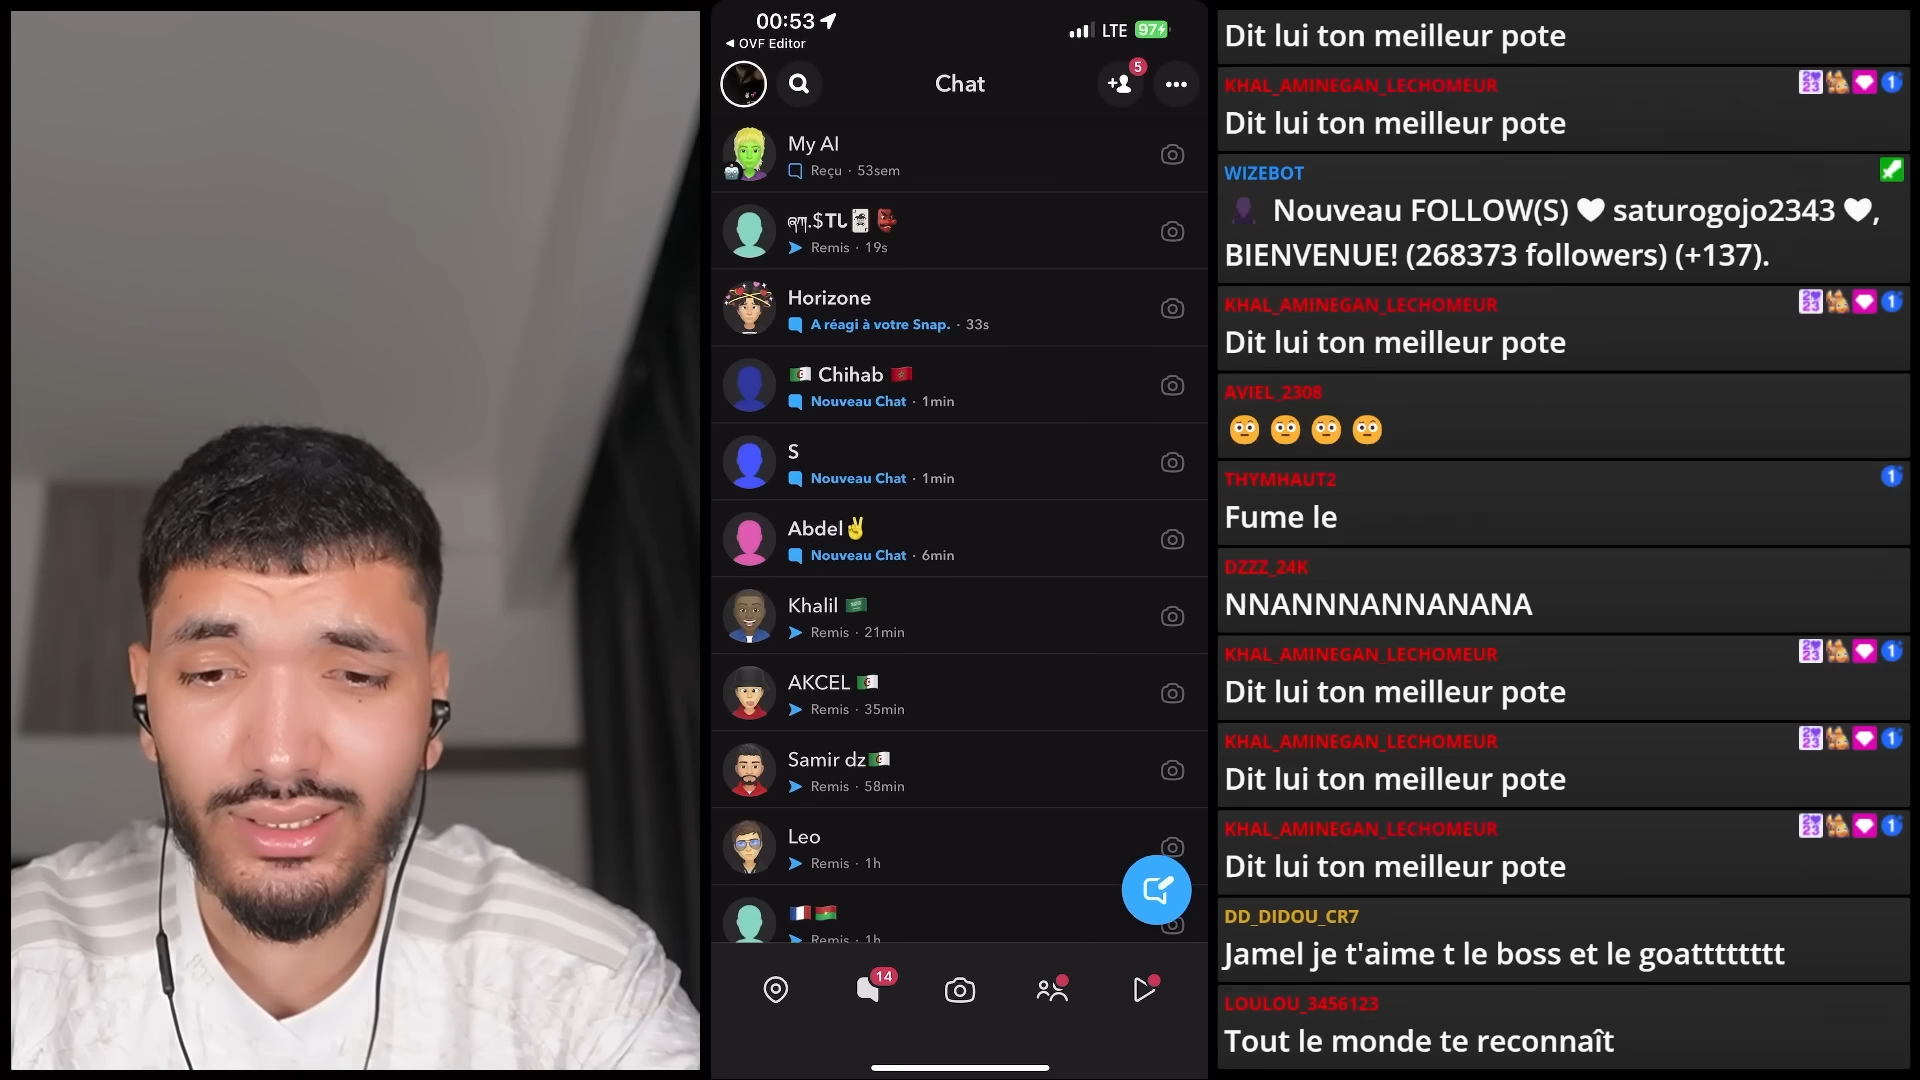 00:53
LTE
97
◀ OVF Editor
5
Chat
My AI
Reçu · 53sem
.$TL
Remis · 19s
Horizone
A réagi à votre Snap. · 33s
Chihab
Nouveau Chat · 1min
S
Nouveau Chat · 1min
Abdel✌
Nouveau Chat · 6min
Khalil
Remis · 21min
AKCEL
Remis · 35min
Samir dz
Remis · 58min
Leo
Remis · 1h
Remis · 1h
14
Dit lui ton meilleur pote
KHAL_AMINEGAN_LECHOMEUR
Dit lui ton meilleur pote
WIZEBOT
Nouveau FOLLOW(S) 🤍 saturogojo2343 🤍,
BIENVENUE! (268373 followers) (+137).
KHAL_AMINEGAN_LECHOMEUR
Dit lui ton meilleur pote
AVIEL_2308
😳 😳 😳 😳
THYMHAUT2
Fume le
DZZZ_24K
NNANNNANNANANA
KHAL_AMINEGAN_LECHOMEUR
Dit lui ton meilleur pote
KHAL_AMINEGAN_LECHOMEUR
Dit lui ton meilleur pote
KHAL_AMINEGAN_LECHOMEUR
Dit lui ton meilleur pote
DD_DIDOU_CR7
Jamel je t'aime t le boss et le goatttttttt
LOULOU_3456123
Tout le monde te reconnaît